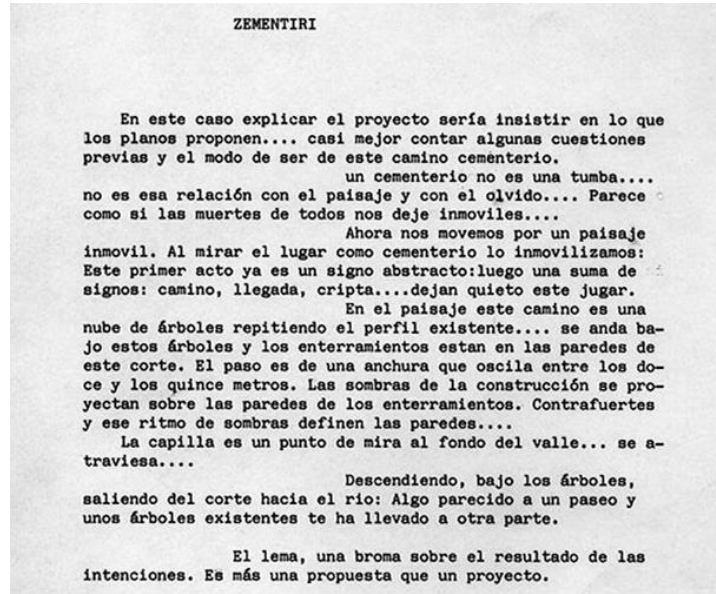 ZEMENTIRI
En este caso explicar el proyecto sería insistir en lo que
los planos proponen.... casi mejor contar algunas cuestiones
previas y el modo de ser de este camino cementerio.
un cementerio no es una tumba....
no es esa relación con el paisaje y con el olvido.... Parece
como si las muertes de todos nos deje inmoviles....
Ahora nos movemos por un paisaje
inmovil. Al mirar el lugar como cementerio lo inmovilizamos:
Este primer acto ya es un signo abstracto:luego una suma de
signos: camino, llegada, cripta....dejan quieto este jugar.
En el paisaje este camino es una
nube de árboles repitiendo el perfil existente.... se anda ba-
jo estos árboles y los enterramientos estan en las paredes de
este corte. El paso es de una anchura que oscila entre los do-
ce y los quince metros. Las sombras de la construcción se pro-
yectan sobre las paredes de los enterramientos. Contrafuertes
y ese ritmo de sombras definen las paredes....
La capilla es un punto de mira al fondo del valle... se a-
traviesa....
Descendiendo, bajo los árboles,
saliendo del corte hacia el rio: Algo parecido a un paseo y
unos árboles existentes te ha llevado a otra parte.
El lema, una broma sobre el resultado de las
intenciones. Es más una propuesta que un proyecto.